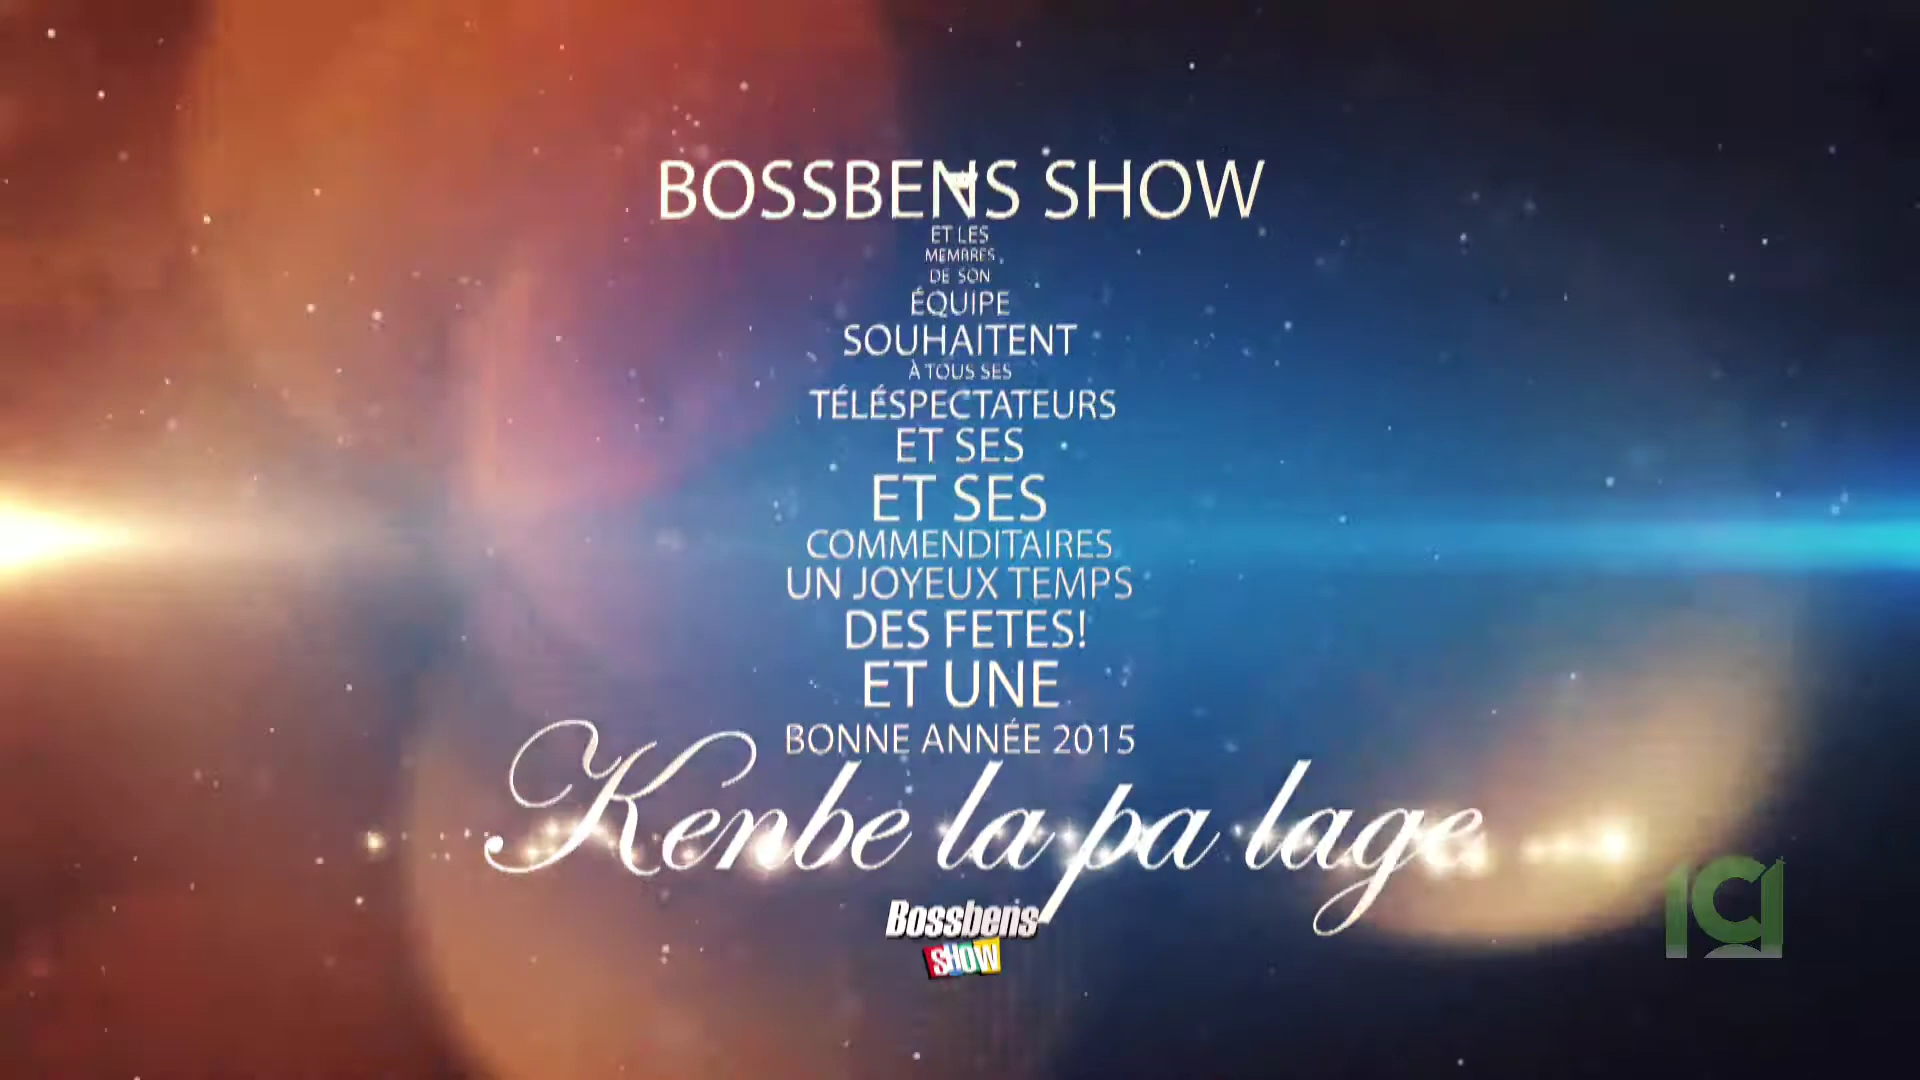 BOSSBENS SHOW
ET LES
MEMBRES
DE SON
ÉQUIPE
SOUHAITENT
À TOUS SES
TÉLÉSPECTATEURS
ET SES
ET SES
COMMENDITAIRES
UN JOYEUX TEMPS
DES FETES!
ET UNE
BONNE ANNÉE 2015
Kenbe la pa lage
Bossbens
SHOW
ICI